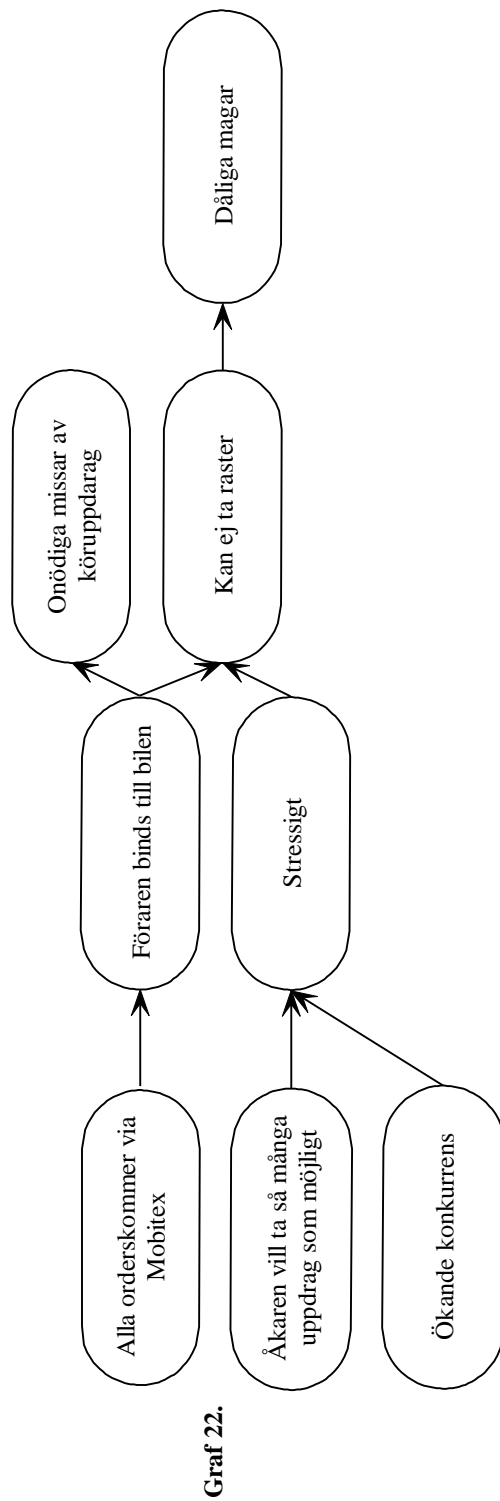 Graf 22.
Alla orderskommer via
Mobitex
Föraren binds till bilen
Onödiga missar av
köruppdarag
Åkaren vill ta så många
uppdrag som möjligt
Stressigt
Kan ej ta raster
Dåliga magar
Ökande konkurrens